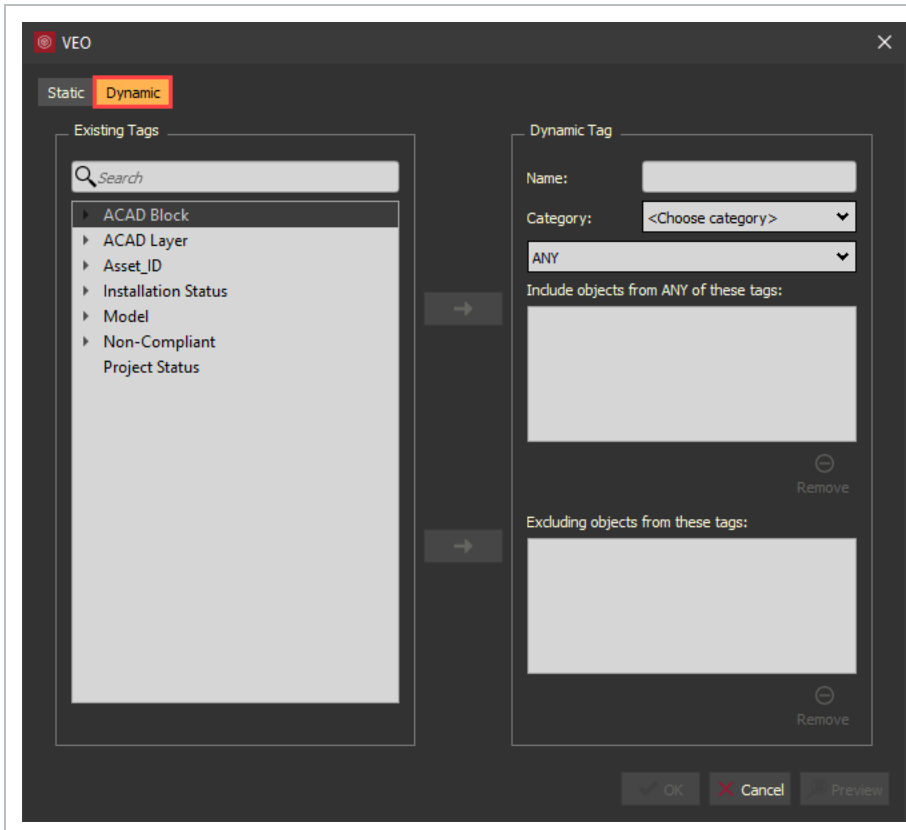 VEO
Static Dynamic
Existing Tags
Search
ACAD Block
ACAD Layer
Asset_ID
Installation Status
Model
Non-Compliant
Project Status
Dynamic Tag
Name:
Category: <Choose category>
ANY
Include objects from ANY of these tags:
Remove
Excluding objects from these tags:
Remove
OK Cancel Preview